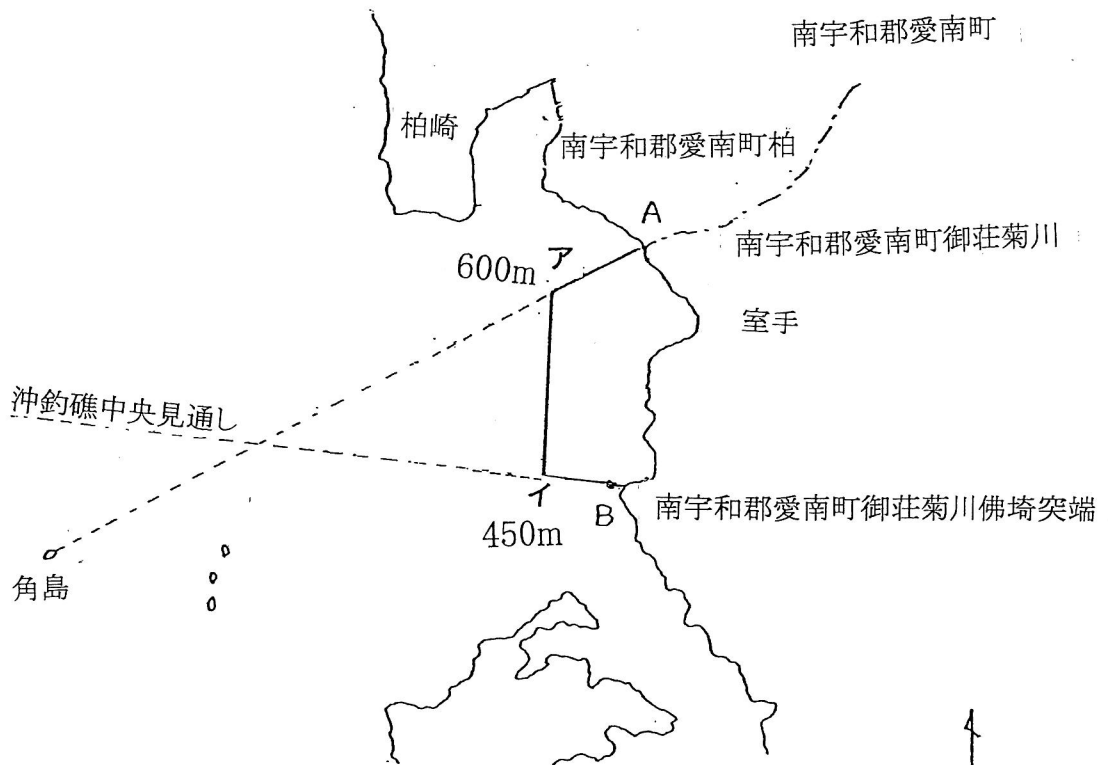 南宇和郡愛南町
柏崎
南宇和郡愛南町柏
A
南宇和郡愛南町御荘菊川
ア
600m
室手
沖釣礁中央見通し
イ
B
南宇和郡愛南町御荘菊川佛埼突端
450m
角島